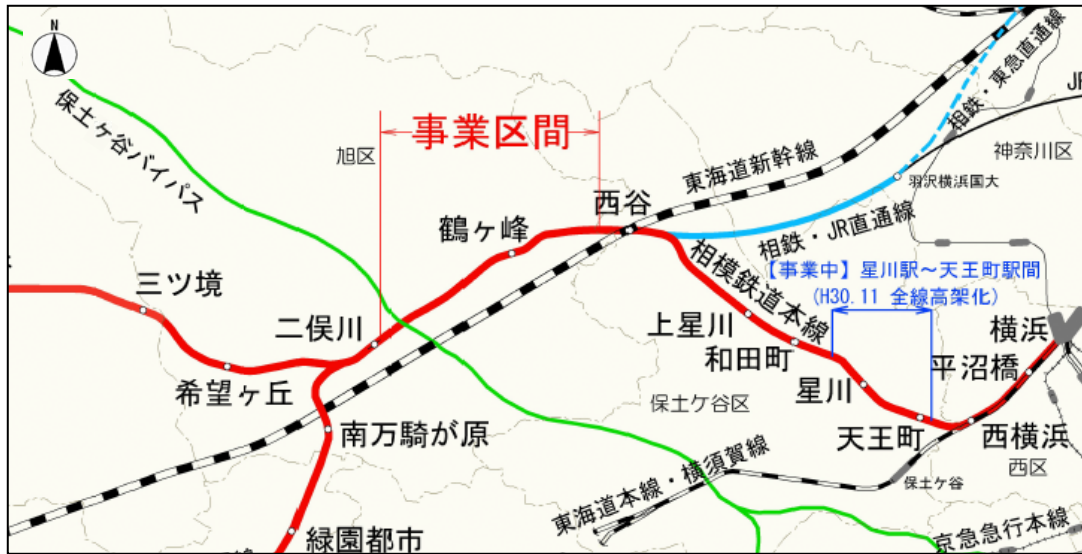 N
保土ヶ谷バイパス
旭区
事業区間
東海道新幹線
西谷
鶴ヶ峰
相鉄・東急直通線
JR
神奈川区
羽沢横浜国大
相鉄・JR直通線
相模鉄道本線
【事業中】星川駅～天王町駅間
(H30.11 全線高架化)
三ツ境
二俣川
希望ヶ丘
南万騎が原
緑園都市
上星川
和田町
星川
天王町
保土ケ谷区
横浜
平沼橋
西横浜
西区
保土ケ谷
東海道本線・横須賀線
京急急行本線